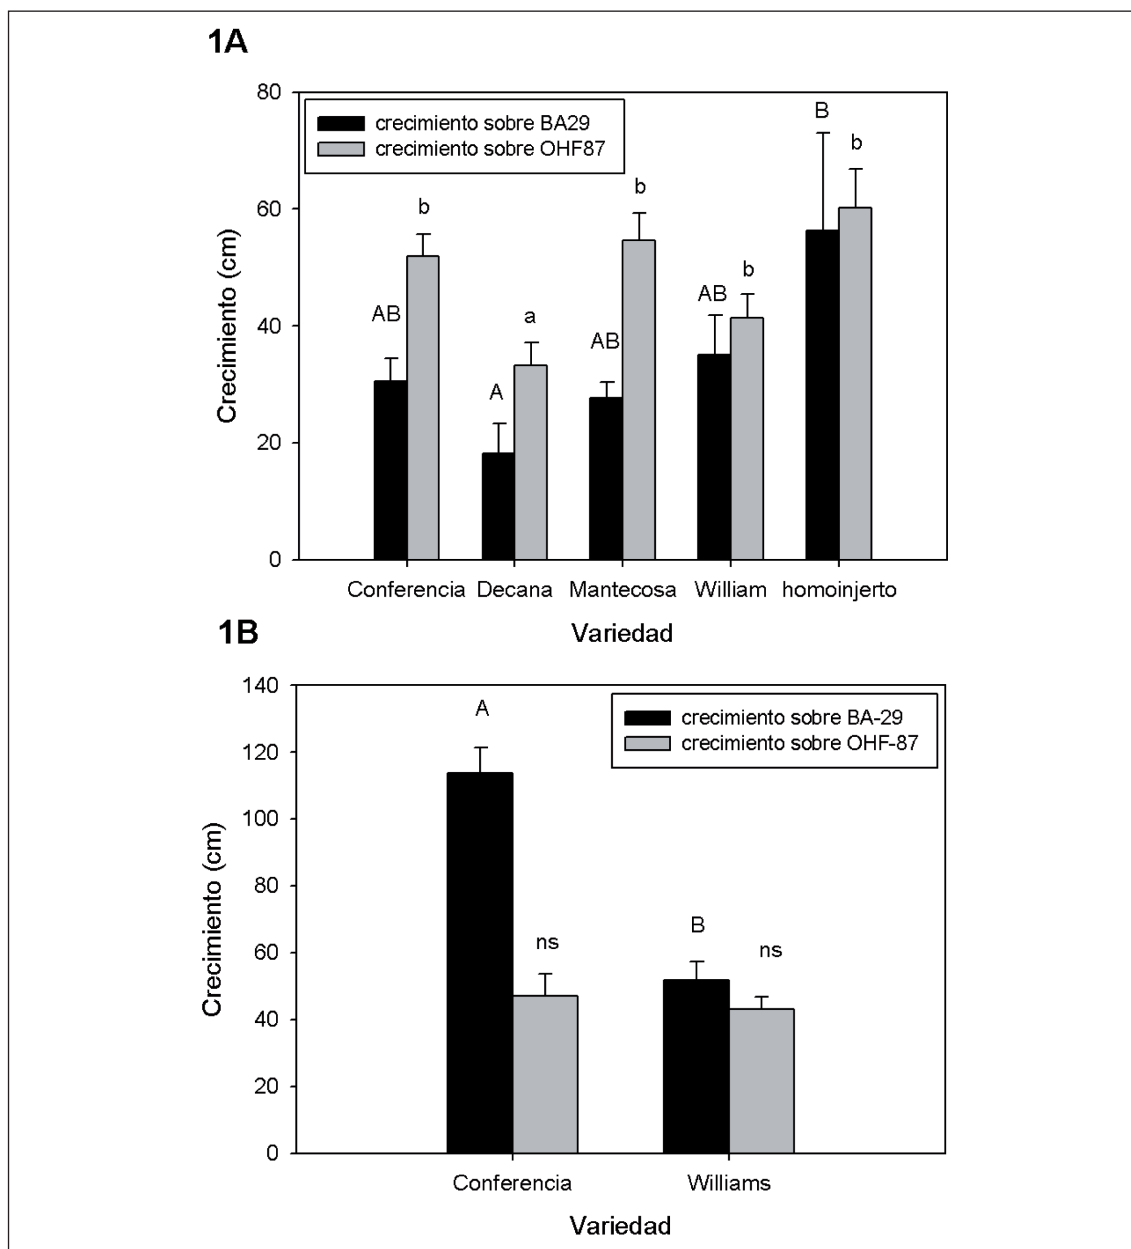 1A
80
60
40
20
0
Crecimiento (cm)
crecimiento sobre BA29
crecimiento sobre OHF87
AB
b
A
a
AB
b
AB
b
B
b
Conferencia
Decana
Mantecosa
William
homoinjerto
Variedad
1B
140
120
100
80
60
40
20
0
Crecimiento (cm)
crecimiento sobre BA-29
crecimiento sobre OHF-87
A
ns
B
ns
Conferencia
Williams
Variedad